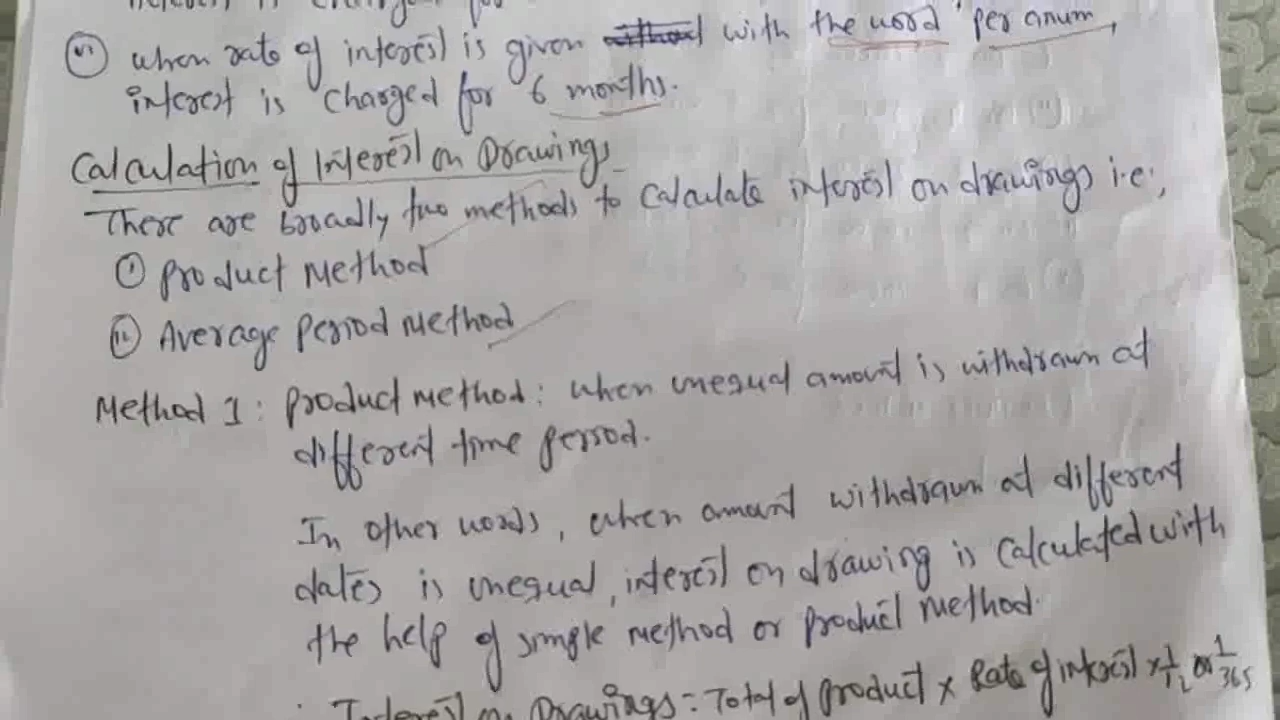 interest is charged for
when rate of interest is given with the word "per anum,
interest is charged for 6 months.
Calculation of Interest on Drawings
There are broadly two methods to calculate interest on drawings i.e.,
(i) Product Method
(ii) Average Period Method
Method 1: Product method: when unequal amount is withdrawn at
different time period.
In other words, when amount withdrawn at different
dates is unequal, interest on drawing is calculated with
the help of simple method or product method.
Interest on Drawings = Total of product × Rate of interest × 1/12 or 1/365